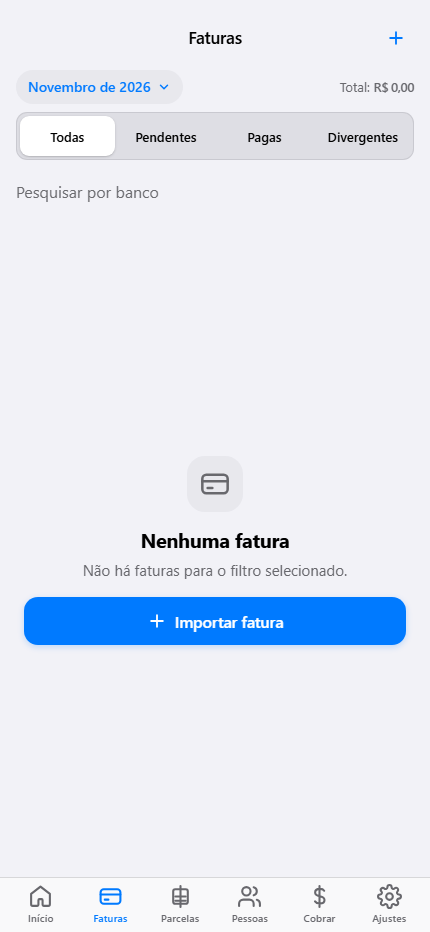 Faturas
Novembro de 2026
Total: R$ 0,00
Todas
Pendentes
Pagas
Divergentes
Pesquisar por banco
Nenhuma fatura
Não há faturas para o filtro selecionado.
Importar fatura
Início
Faturas
Parcelas
Pessoas
Cobrar
Ajustes